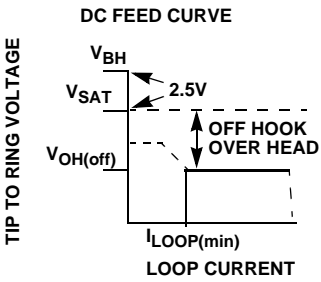 DC FEED CURVE
TIP TO RING VOLTAGE
VBH
VSAT
2.5V
OFF HOOK
OVER HEAD
VOH(off)
ILOOP(min)
LOOP CURRENT